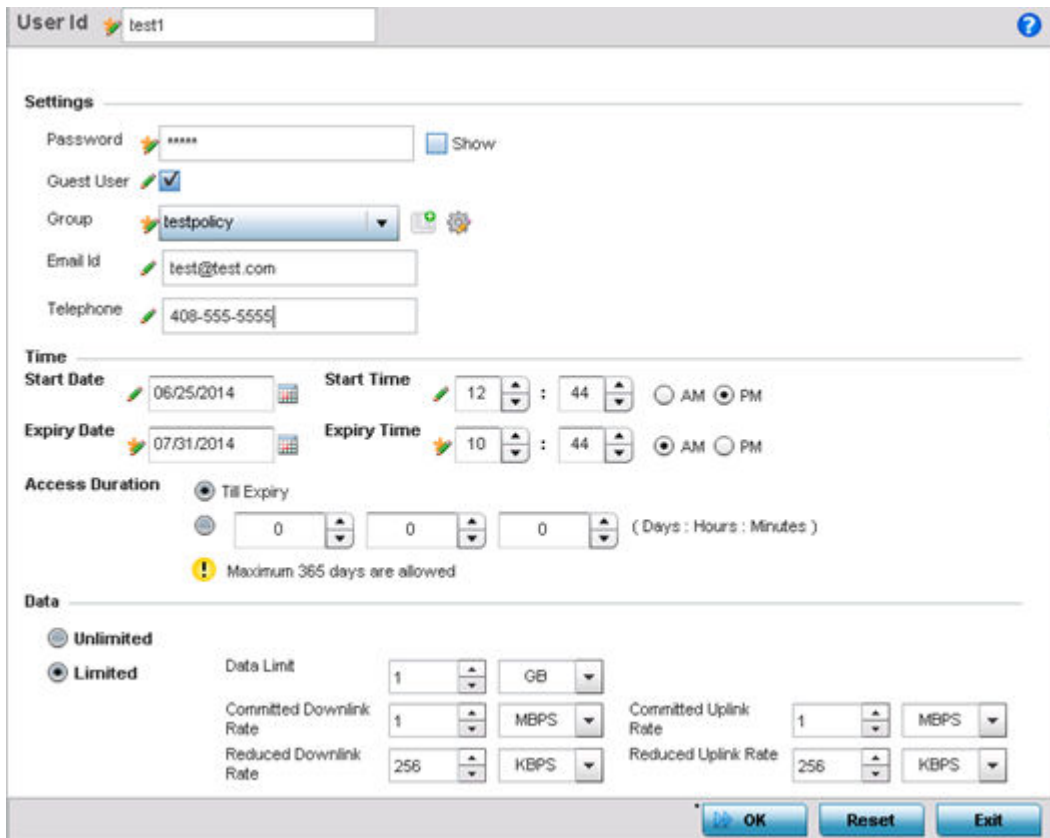 User Id test1
Settings
Password ***** Show
Guest User
Group testpolicy
Email Id test@test.com
Telephone 408-555-5555
Time
Start Date 06/25/2014 Start Time 12 : 44 AM PM
Expiry Date 07/31/2014 Expiry Time 10 : 44 AM PM
Access Duration Till Expiry
0 0 0 ( Days : Hours : Minutes )
Maximum 365 days are allowed
Data
Unlimited
Limited Data Limit 1 GB
Committed Downlink Rate 1 MBPS Committed Uplink Rate 1 MBPS
Reduced Downlink Rate 256 KBPS Reduced Uplink Rate 256 KBPS
OK Reset Exit